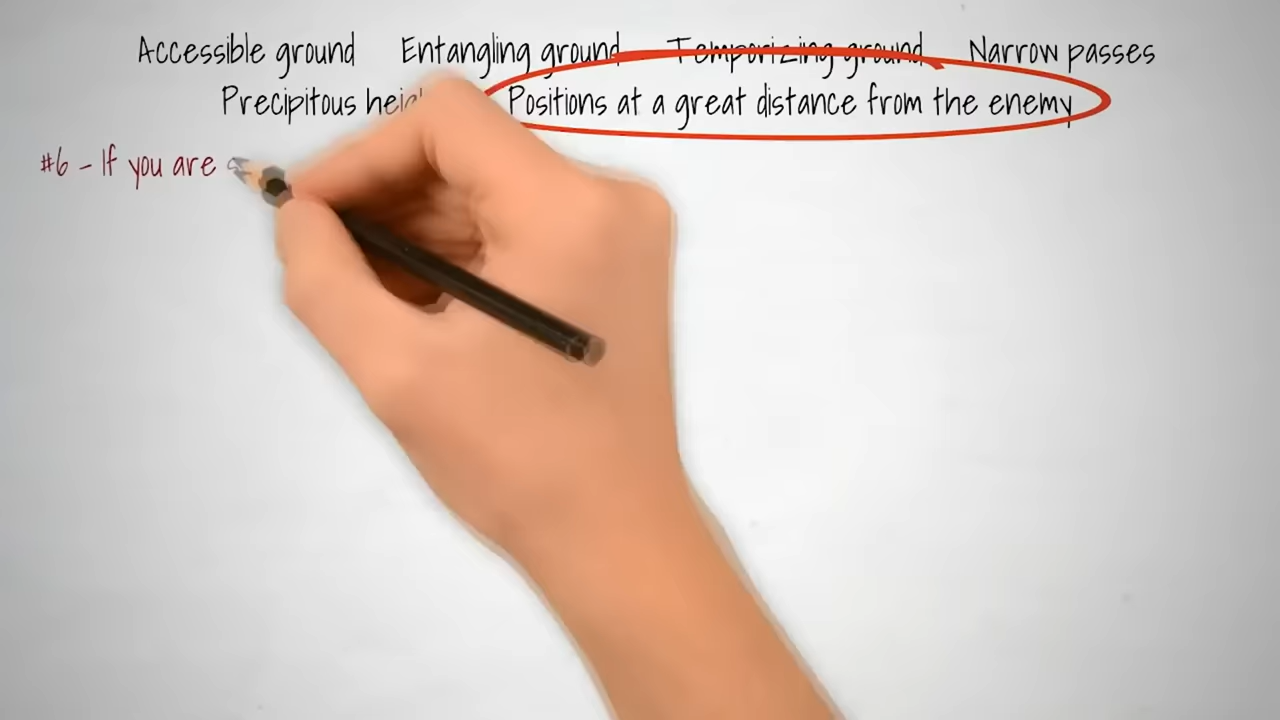 Accessible ground Entangling ground Temporizing ground Narrow passes
Precipitous Positions at a great distance from the enemy
#6 - If you are